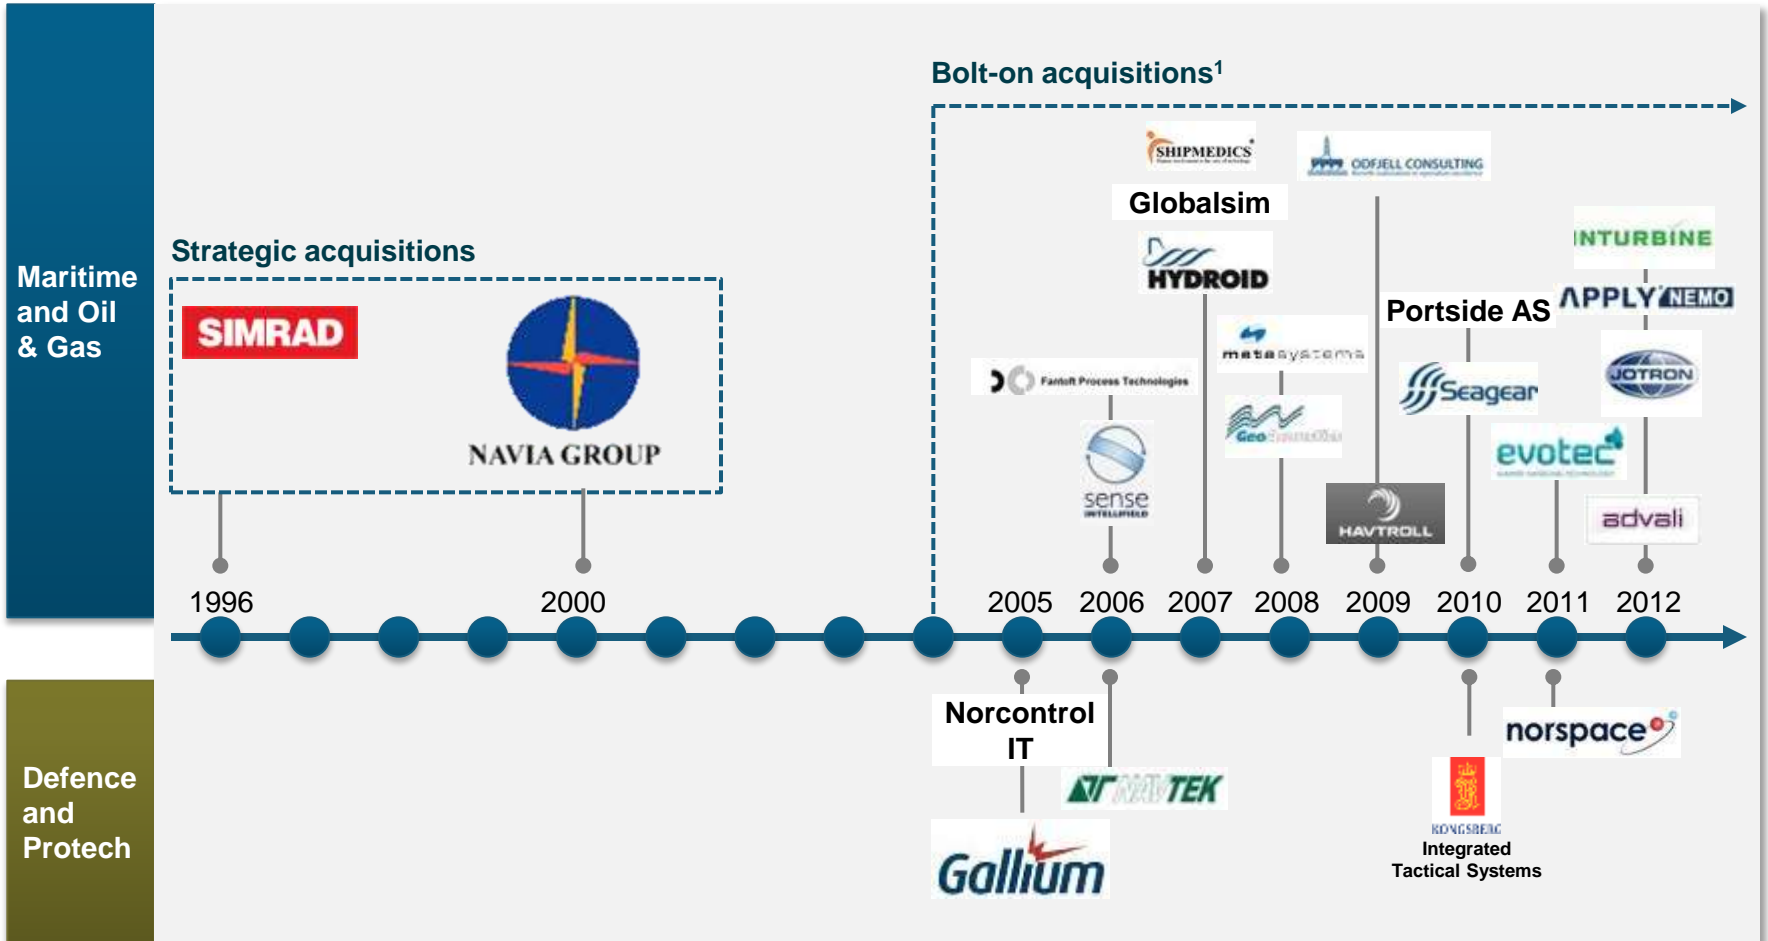 Maritime
and Oil
& Gas
Bolt-on acquisitions¹
Strategic acquisitions
SIMRAD
NAVIA GROUP
SHIPMEDICS
Globalsim
HYDROID
ODFJELL CONSULTING
INTURBINE
APPLY NEMO
Portside AS
metasystems
Fantoft Process Technologies
JOTRON
Seagear
Geo
evotec
sense
INTELLIFIELD
HAVTROLL
advali
1996
2000
2005
2006
2007
2008
2009
2010
2011
2012
Defence
and
Protech
Norcontrol
IT
NAVTEK
Gallium
norspace
KONGSBERG
Integrated
Tactical Systems